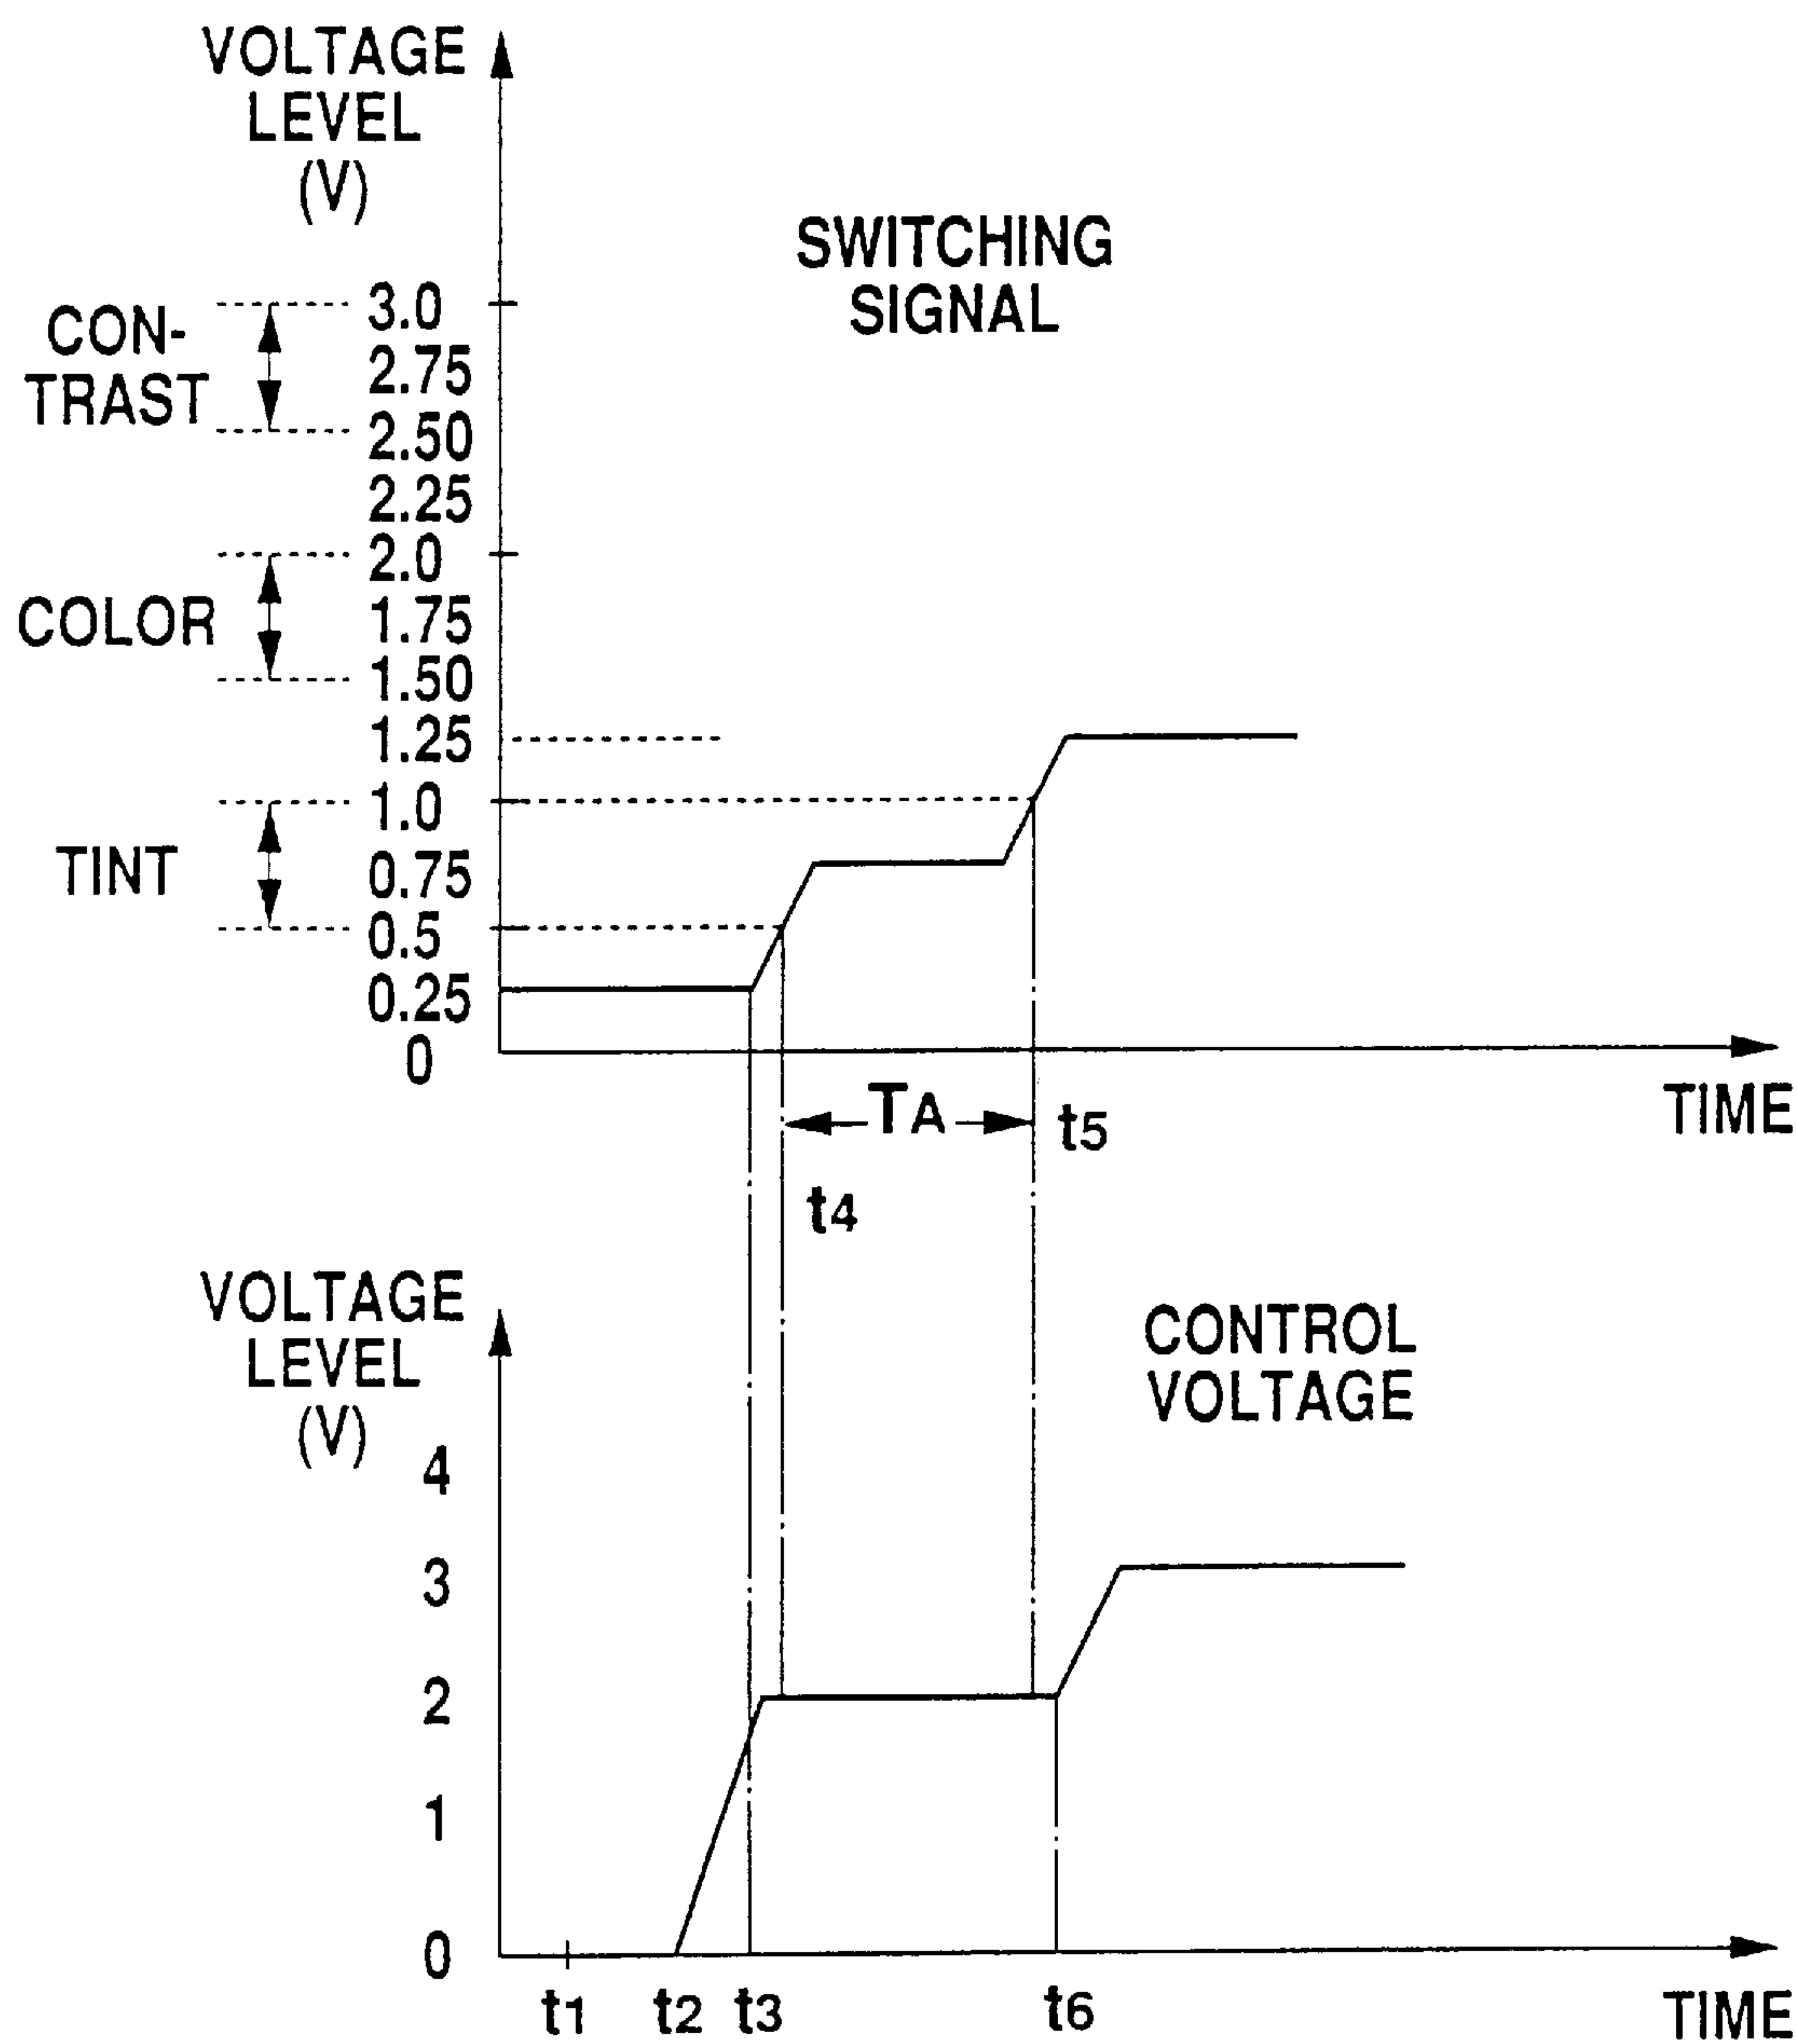 VOLTAGE
LEVEL
(V)
SWITCHING
SIGNAL
CON-
TRAST
3.0
2.75
2.50
2.25
2.0
COLOR
1.75
1.50
1.25
1.0
TINT
0.75
0.5
0.25
0
TIME
TA
t5
t4
VOLTAGE
LEVEL
(V)
CONTROL
VOLTAGE
4
3
2
1
0
t1 t2 t3 t6
TIME